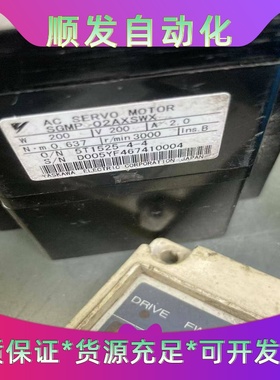 顺发自动化
AC SERVO MOTOR
SGMP-02AXSWX
W 200 V 200 A 2.0
N·m 0.637 r/min 3000 Ins.B
O/N 5T1525-4-4
S/N D005YF467410004
YASKAWA ELECTRIC CORPORATION JAPAN
DRIVE
质保证*货源充足*可开发